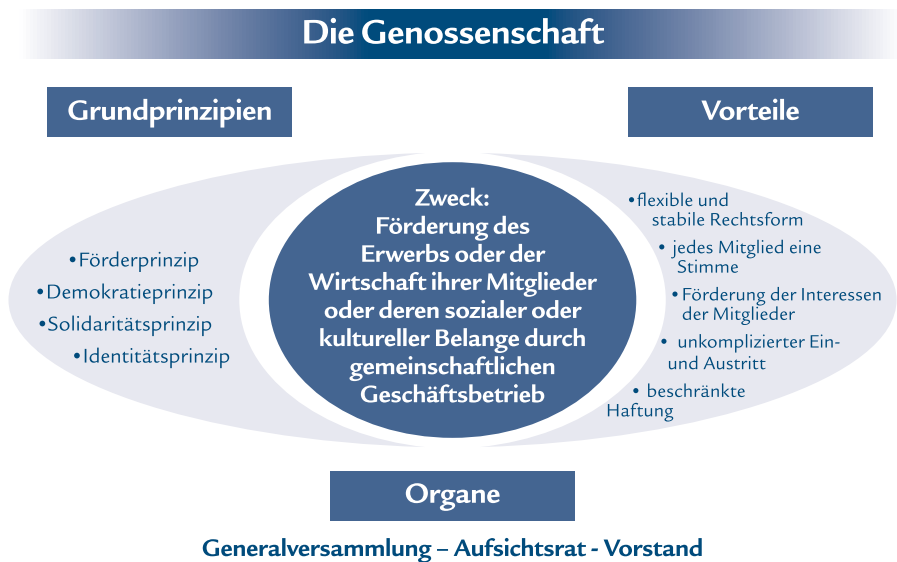 Die Genossenschaft
Grundprinzipien
•Förderprinzip
•Demokratieprinzip
•Solidaritätsprinzip
•Identitätsprinzip
Zweck:
Förderung des
Erwerbs oder der
Wirtschaft ihrer Mitglieder
oder deren sozialer oder
kultureller Belange durch
gemeinschaftlichen
Geschäftsbetrieb
Vorteile
•flexible und
stabile Rechtsform
• jedes Mitglied eine
Stimme
•Förderung der Interessen
der Mitglieder
• unkomplizierter Ein-
und Austritt
• beschränkte
Haftung
Organe
Generalversammlung – Aufsichtsrat - Vorstand